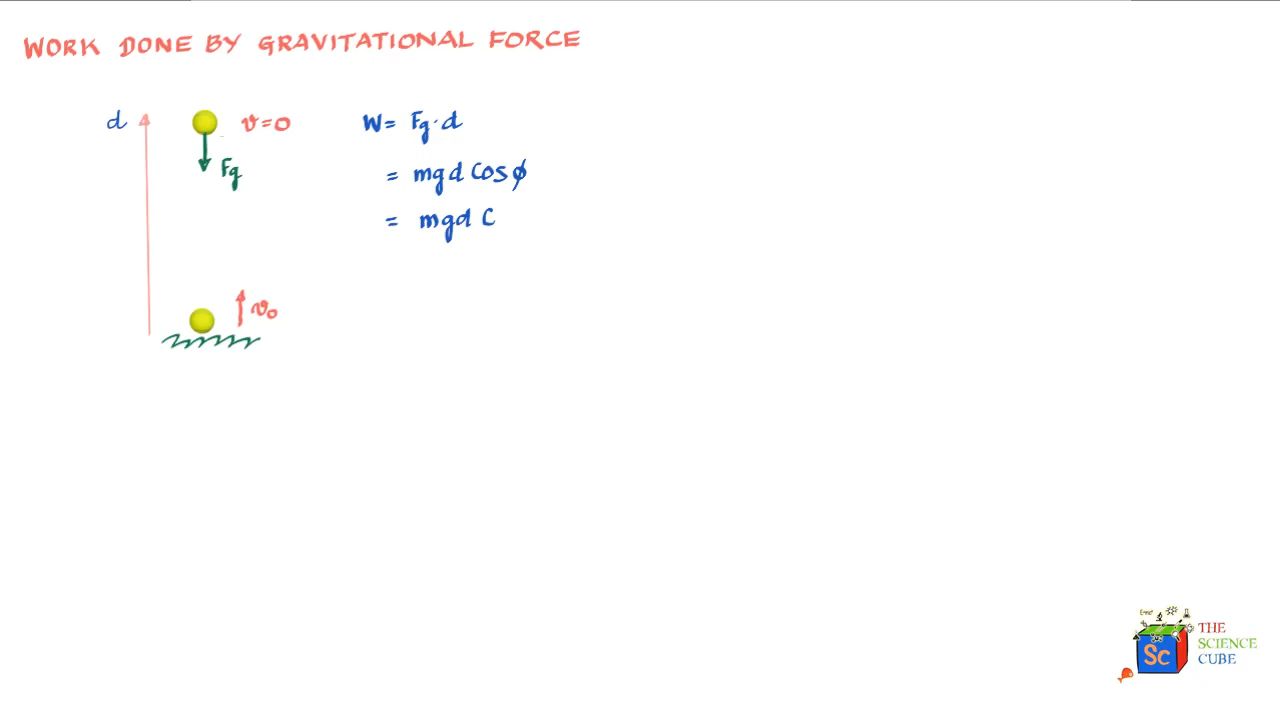 WORK DONE BY GRAVITATIONAL FORCE
d
v=0
W= Fg·d
Fg
= mgd Cosϕ
= mgd C
v₀
Sc
THE
SCIENCE
CUBE